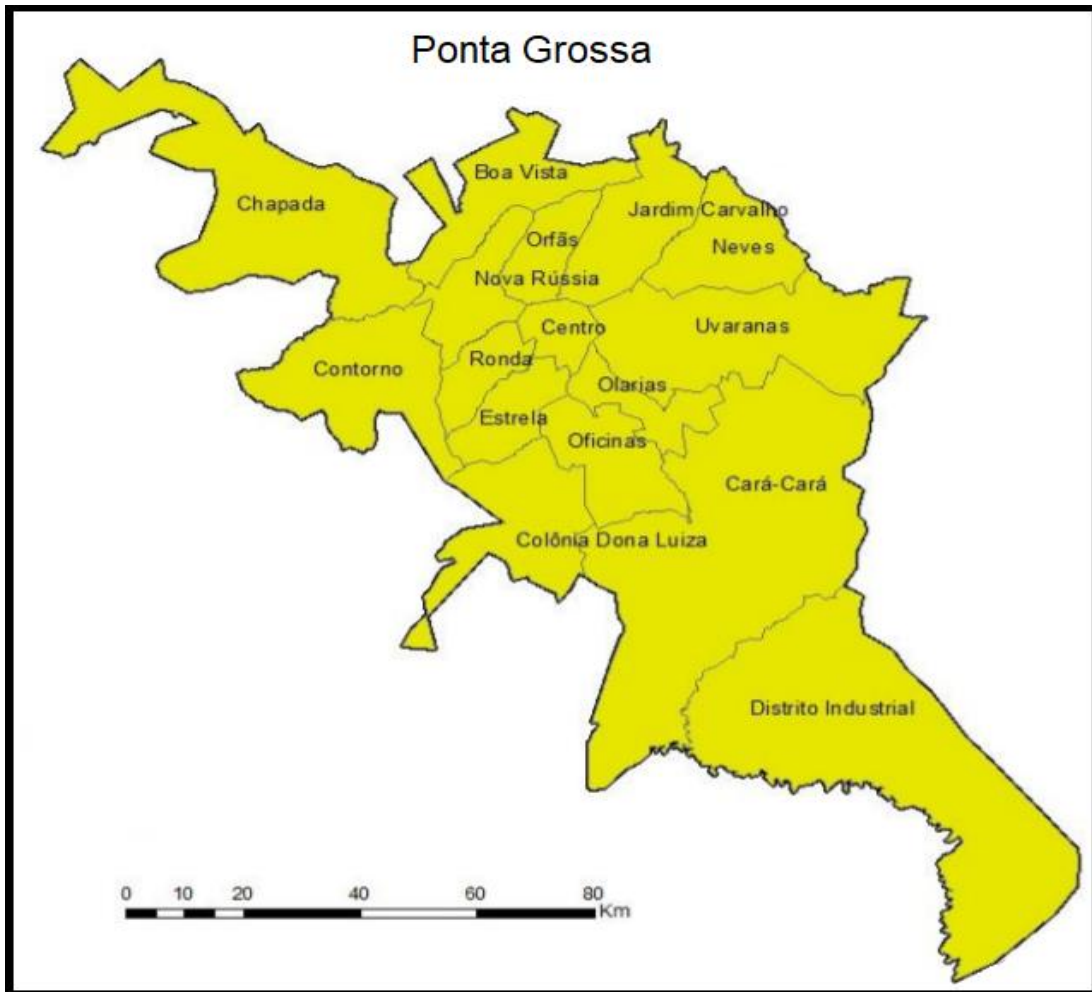 Ponta Grossa
Boa Vista
Chapada
Jardim Carvalho
Orfãs
Neves
Nova Rússia
Centro
Uvaranas
Ronda
Contorno
Olarias
Estrela
Oficinas
Cará-Cará
Colônia Dona Luiza
Distrito Industrial
0 10 20 40 60 80
Km